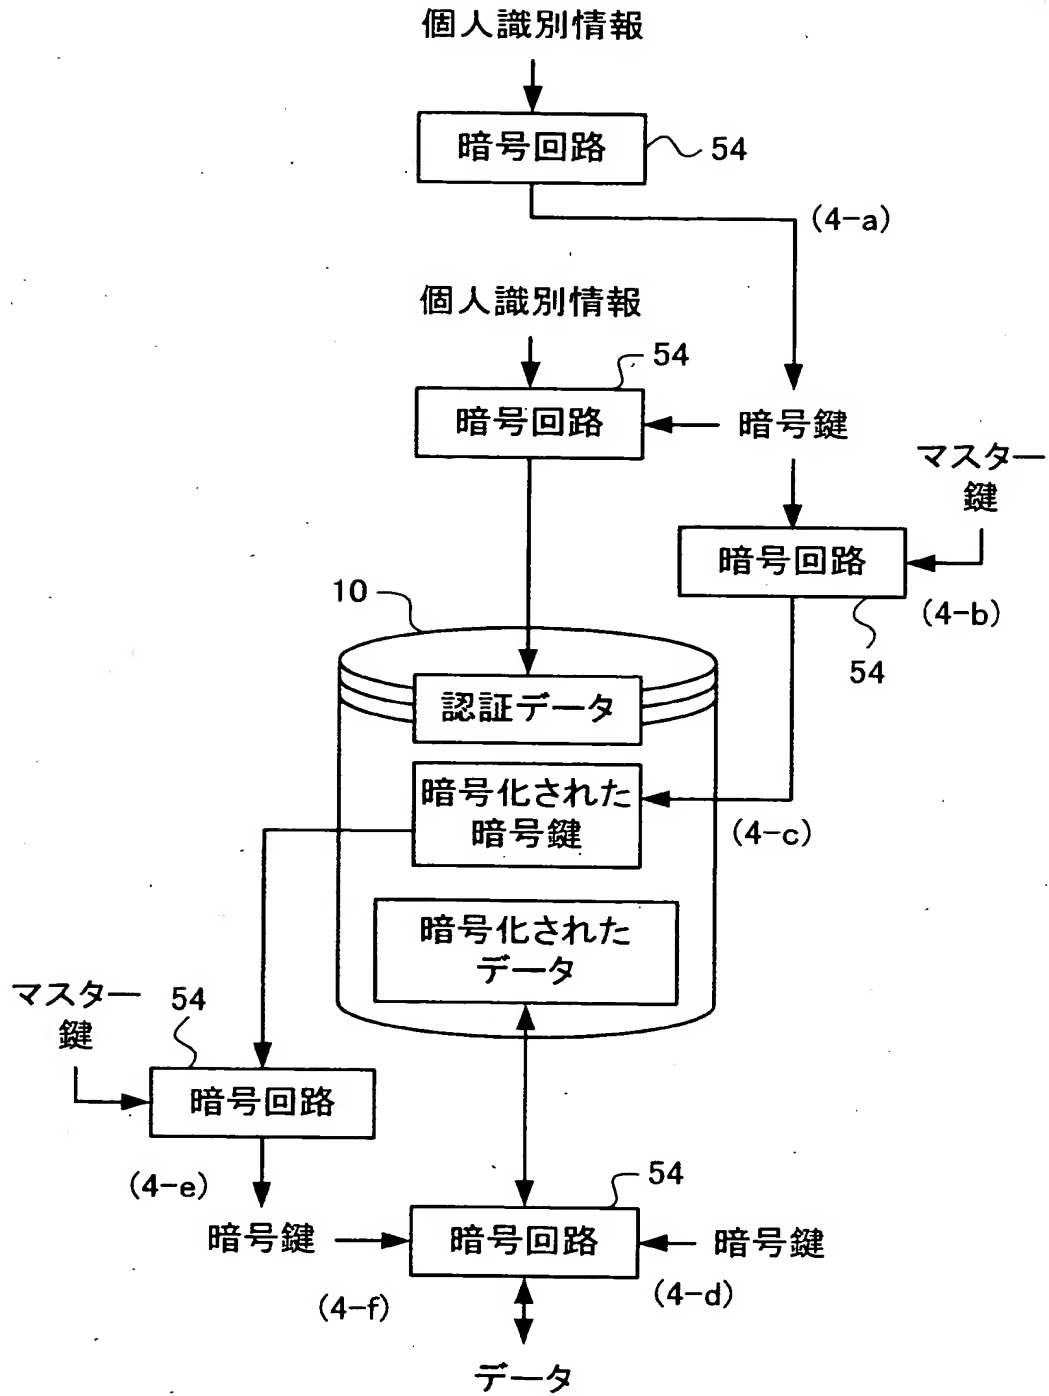 個人識別情報
暗号回路
54
(4-a)
個人識別情報
54
暗号回路
暗号鍵
マスター
鍵
暗号回路
(4-b)
54
10
認証データ
暗号化された
暗号鍵
(4-c)
暗号化された
データ
マスター
鍵
54
暗号回路
(4-e)
54
暗号鍵
暗号回路
暗号鍵
(4-f)
(4-d)
データ